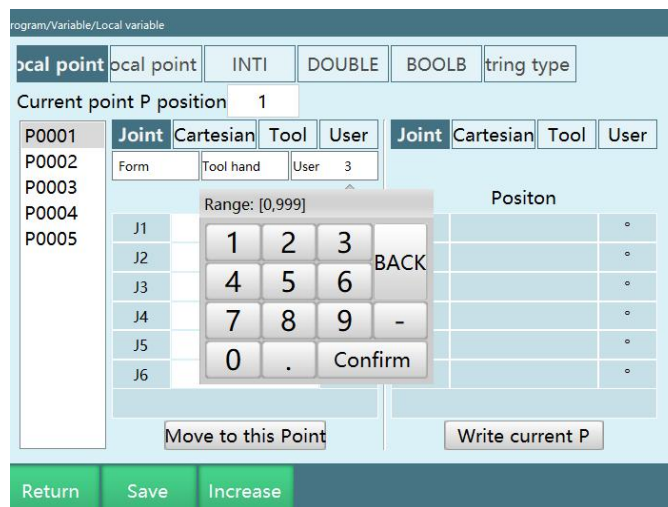 rogram/Variable/Local variable
ocal point ocal point INTI DOUBLE BOOLB tring type
Current point P position 1
P0001
P0002
P0003
P0004
P0005
Joint Cartesian Tool User
Form Tool hand User 3
J1
J2
J3
J4
J5
J6
Range: [0,999]
1 2 3 BACK
4 5 6
7 8 9 -
0 . Confirm
Move to this Point
Joint Cartesian Tool User
Positon
°
°
°
°
°
°
Write current P
Return Save Increase